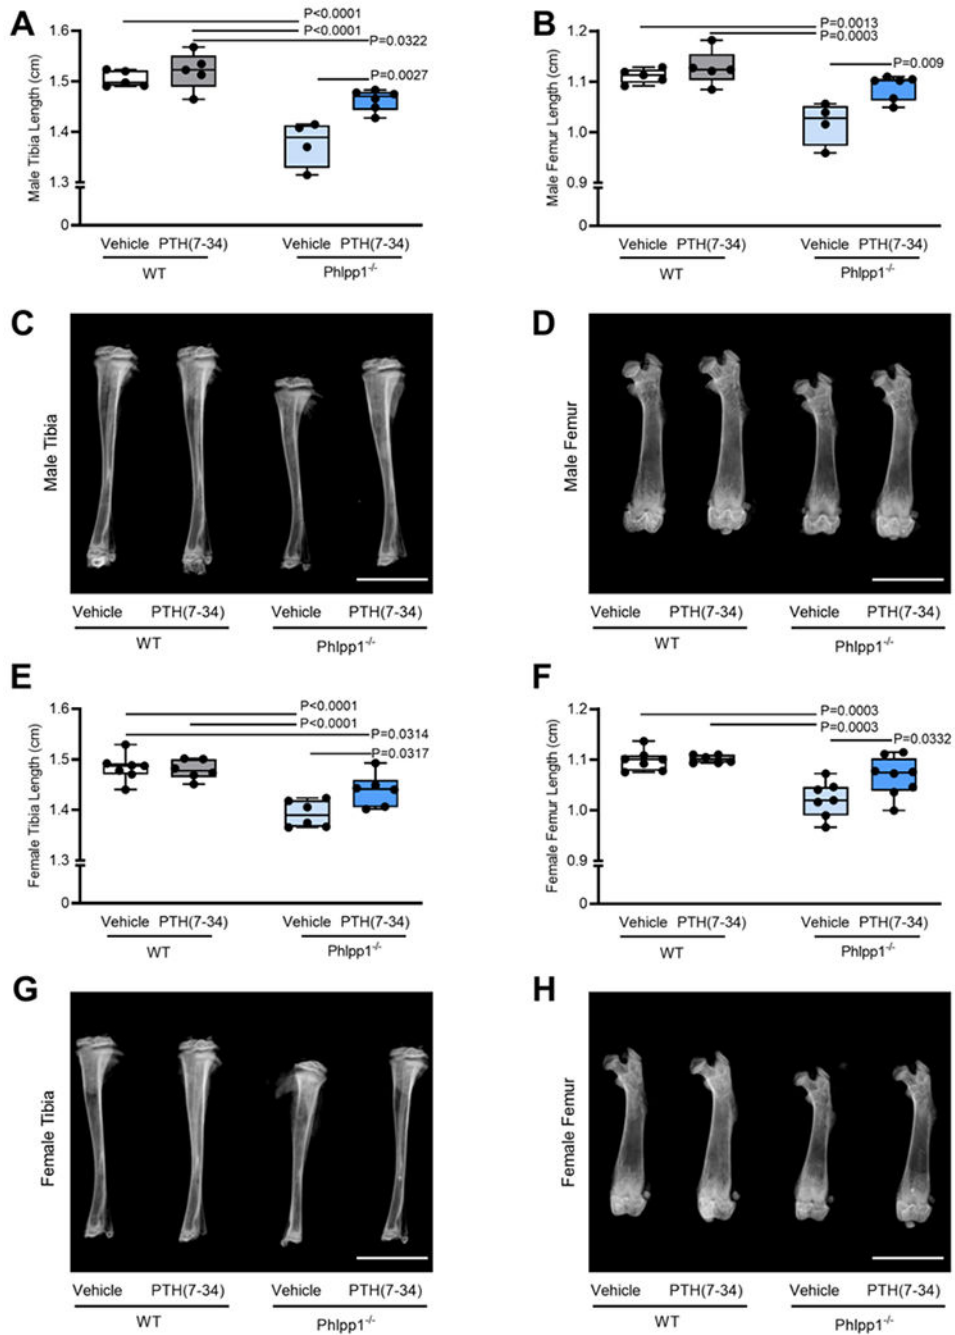 A
P<0.0001
P<0.0001
P=0.0322
P=0.0027
Male Tibia Length (cm)
1.6
1.5
1.4
1.3
0
Vehicle PTH(7-34) Vehicle PTH(7-34)
WT Phlpp1-/-
B
P=0.0013
P=0.0003
P=0.009
Male Femur Length (cm)
1.2
1.1
1.0
0.9
0
Vehicle PTH(7-34) Vehicle PTH(7-34)
WT Phlpp1-/-
C
Male Tibia
Vehicle PTH(7-34) Vehicle PTH(7-34)
WT Phlpp1-/-
D
Male Femur
Vehicle PTH(7-34) Vehicle PTH(7-34)
WT Phlpp1-/-
E
P<0.0001
P<0.0001
P=0.0314
P=0.0317
Female Tibia Length (cm)
1.6
1.5
1.4
1.3
0
Vehicle PTH(7-34) Vehicle PTH(7-34)
WT Phlpp1-/-
F
P=0.0003
P=0.0003
P=0.0332
Female Femur Length (cm)
1.2
1.1
1.0
0.9
0
Vehicle PTH(7-34) Vehicle PTH(7-34)
WT Phlpp1-/-
G
Female Tibia
Vehicle PTH(7-34) Vehicle PTH(7-34)
WT Phlpp1-/-
H
Female Femur
Vehicle PTH(7-34) Vehicle PTH(7-34)
WT Phlpp1-/-